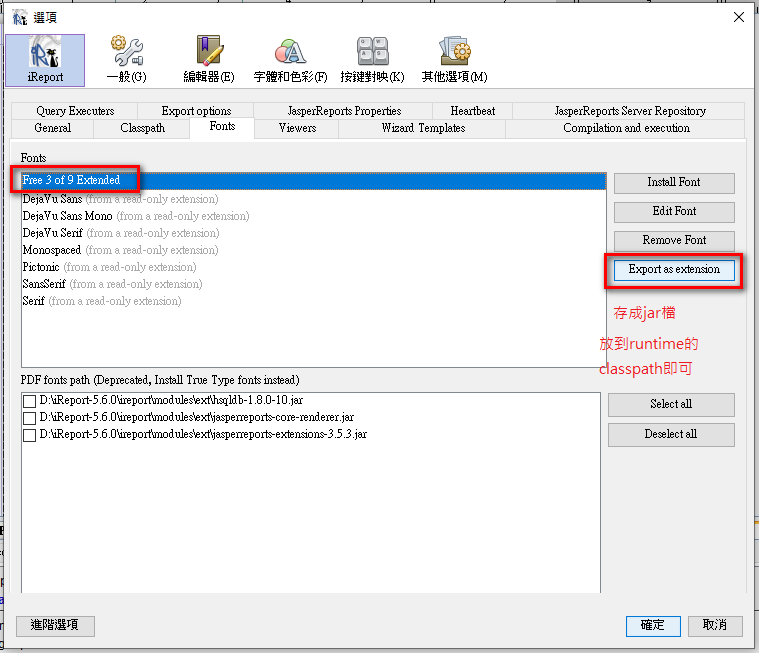 選項
iReport
一般(G)
編輯器(E)
字體和色彩(F)
按鍵對映(K)
其他選項(M)
Query Executers
Export options
JasperReports Properties
Heartbeat
JasperReports Server Repository
General
Classpath
Fonts
Viewers
Wizard Templates
Compilation and execution
Fonts
Free 3 of 9 Extended
DejaVu Sans (from a read-only extension)
DejaVu Sans Mono (from a read-only extension)
DejaVu Serif (from a read-only extension)
Monospaced (from a read-only extension)
Pictonic (from a read-only extension)
SansSerif (from a read-only extension)
Serif (from a read-only extension)
Install Font
Edit Font
Remove Font
Export as extension
存成jar檔
放到runtime的
classpath即可
PDF fonts path (Deprecated, Install True Type fonts instead)
D:\iReport-5.6.0\ireport\modules\ext\hsqldb-1.8.0-10.jar
D:\iReport-5.6.0\ireport\modules\ext\jasperreports-core-renderer.jar
D:\iReport-5.6.0\ireport\modules\ext\jasperreports-extensions-3.5.3.jar
Select all
Deselect all
進階選項
確定
取消